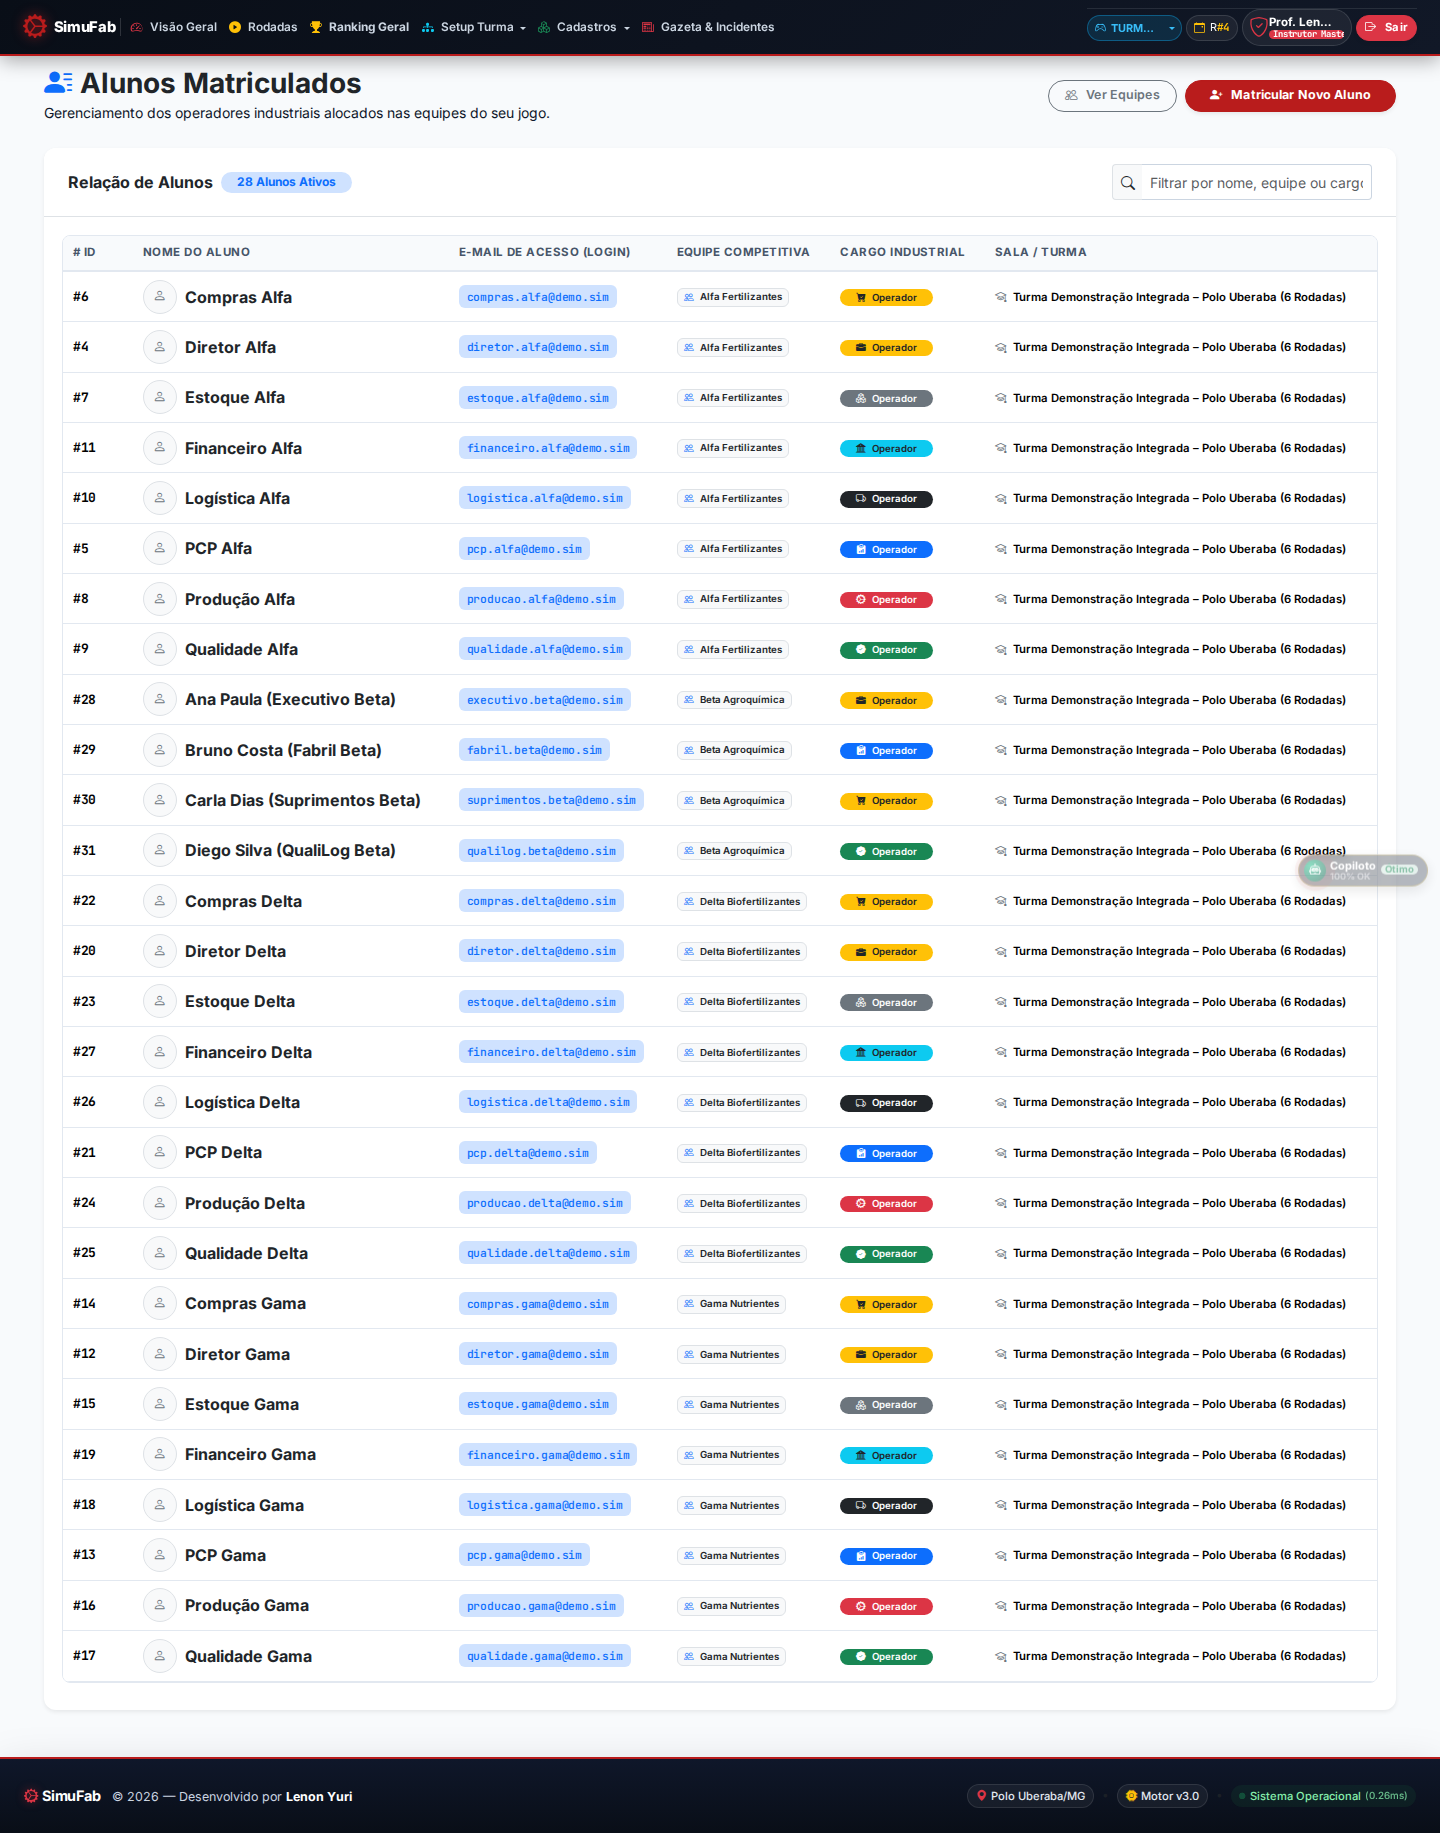 SimuFab Visão Geral Rodadas Ranking Geral Setup Turma Cadastros Gazeta & Incidentes TURM... R#4 Prof. Len... Instrutor Maste Sair
Alunos Matriculados
Gerenciamento dos operadores industriais alocados nas equipes do seu jogo.
Ver Equipes Matricular Novo Aluno
Relação de Alunos 28 Alunos Ativos Filtrar por nome, equipe ou cargo
# ID NOME DO ALUNO E-MAIL DE ACESSO (LOGIN) EQUIPE COMPETITIVA CARGO INDUSTRIAL SALA / TURMA
#6 Compras Alfa compras.alfa@demo.sim Alfa Fertilizantes Operador Turma Demonstração Integrada – Polo Uberaba (6 Rodadas)
#4 Diretor Alfa diretor.alfa@demo.sim Alfa Fertilizantes Operador Turma Demonstração Integrada – Polo Uberaba (6 Rodadas)
#7 Estoque Alfa estoque.alfa@demo.sim Alfa Fertilizantes Operador Turma Demonstração Integrada – Polo Uberaba (6 Rodadas)
#11 Financeiro Alfa financeiro.alfa@demo.sim Alfa Fertilizantes Operador Turma Demonstração Integrada – Polo Uberaba (6 Rodadas)
#10 Logística Alfa logistica.alfa@demo.sim Alfa Fertilizantes Operador Turma Demonstração Integrada – Polo Uberaba (6 Rodadas)
#5 PCP Alfa pcp.alfa@demo.sim Alfa Fertilizantes Operador Turma Demonstração Integrada – Polo Uberaba (6 Rodadas)
#8 Produção Alfa producao.alfa@demo.sim Alfa Fertilizantes Operador Turma Demonstração Integrada – Polo Uberaba (6 Rodadas)
#9 Qualidade Alfa qualidade.alfa@demo.sim Alfa Fertilizantes Operador Turma Demonstração Integrada – Polo Uberaba (6 Rodadas)
#28 Ana Paula (Executivo Beta) executivo.beta@demo.sim Beta Agroquímica Operador Turma Demonstração Integrada – Polo Uberaba (6 Rodadas)
#29 Bruno Costa (Fabril Beta) fabril.beta@demo.sim Beta Agroquímica Operador Turma Demonstração Integrada – Polo Uberaba (6 Rodadas)
#30 Carla Dias (Suprimentos Beta) suprimentos.beta@demo.sim Beta Agroquímica Operador Turma Demonstração Integrada – Polo Uberaba (6 Rodadas)
#31 Diego Silva (QualiLog Beta) qualilog.beta@demo.sim Beta Agroquímica Operador Turma Demonstração Integrada – Polo Uberaba (6 Rodadas)
Copiloto Ótimo
100% OK
#22 Compras Delta compras.delta@demo.sim Delta Biofertilizantes Operador Turma Demonstração Integrada – Polo Uberaba (6 Rodadas)
#20 Diretor Delta diretor.delta@demo.sim Delta Biofertilizantes Operador Turma Demonstração Integrada – Polo Uberaba (6 Rodadas)
#23 Estoque Delta estoque.delta@demo.sim Delta Biofertilizantes Operador Turma Demonstração Integrada – Polo Uberaba (6 Rodadas)
#27 Financeiro Delta financeiro.delta@demo.sim Delta Biofertilizantes Operador Turma Demonstração Integrada – Polo Uberaba (6 Rodadas)
#26 Logística Delta logistica.delta@demo.sim Delta Biofertilizantes Operador Turma Demonstração Integrada – Polo Uberaba (6 Rodadas)
#21 PCP Delta pcp.delta@demo.sim Delta Biofertilizantes Operador Turma Demonstração Integrada – Polo Uberaba (6 Rodadas)
#24 Produção Delta producao.delta@demo.sim Delta Biofertilizantes Operador Turma Demonstração Integrada – Polo Uberaba (6 Rodadas)
#25 Qualidade Delta qualidade.delta@demo.sim Delta Biofertilizantes Operador Turma Demonstração Integrada – Polo Uberaba (6 Rodadas)
#14 Compras Gama compras.gama@demo.sim Gama Nutrientes Operador Turma Demonstração Integrada – Polo Uberaba (6 Rodadas)
#12 Diretor Gama diretor.gama@demo.sim Gama Nutrientes Operador Turma Demonstração Integrada – Polo Uberaba (6 Rodadas)
#15 Estoque Gama estoque.gama@demo.sim Gama Nutrientes Operador Turma Demonstração Integrada – Polo Uberaba (6 Rodadas)
#19 Financeiro Gama financeiro.gama@demo.sim Gama Nutrientes Operador Turma Demonstração Integrada – Polo Uberaba (6 Rodadas)
#18 Logística Gama logistica.gama@demo.sim Gama Nutrientes Operador Turma Demonstração Integrada – Polo Uberaba (6 Rodadas)
#13 PCP Gama pcp.gama@demo.sim Gama Nutrientes Operador Turma Demonstração Integrada – Polo Uberaba (6 Rodadas)
#16 Produção Gama producao.gama@demo.sim Gama Nutrientes Operador Turma Demonstração Integrada – Polo Uberaba (6 Rodadas)
#17 Qualidade Gama qualidade.gama@demo.sim Gama Nutrientes Operador Turma Demonstração Integrada – Polo Uberaba (6 Rodadas)
SimuFab © 2026 — Desenvolvido por Lenon Yuri Polo Uberaba/MG Motor v3.0 Sistema Operacional (0.26ms)